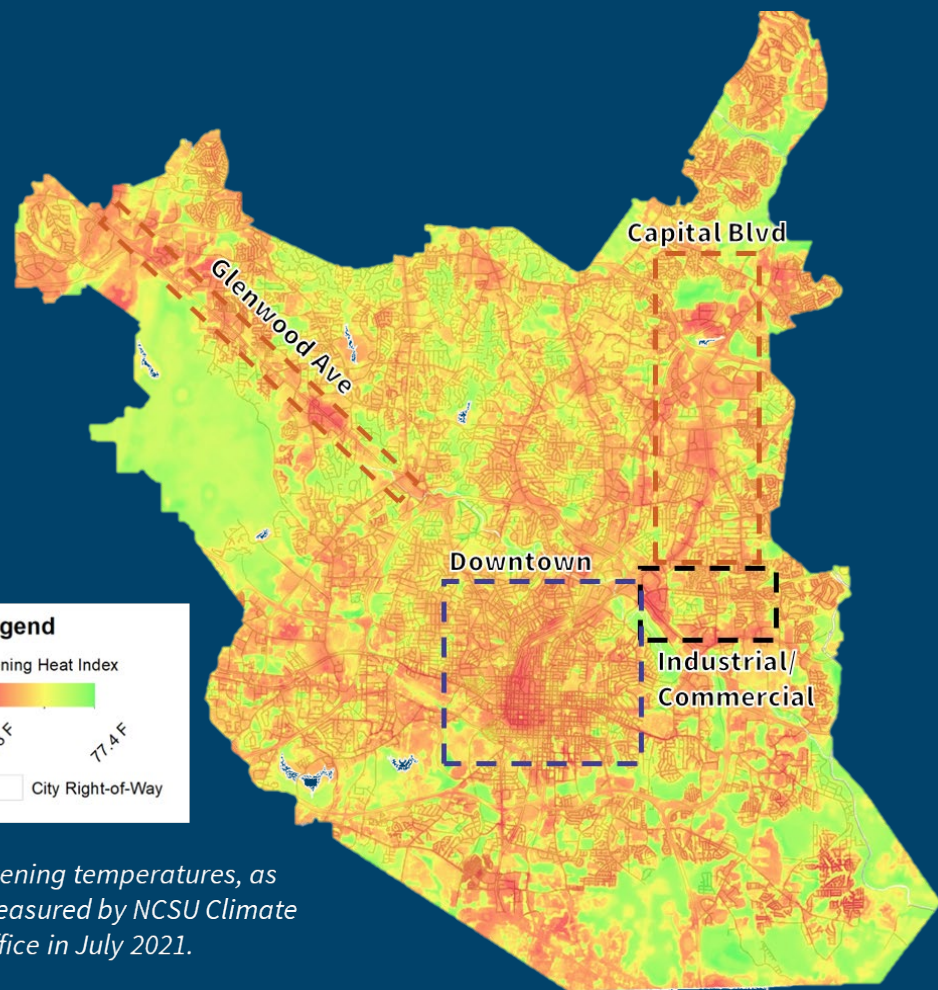 Capital Blvd
Glenwood Ave
Downtown
Industrial/
Commercial
gend
ning Heat Index
F
77.4 F
City Right-of-Way
ening temperatures, as
easured by NCSU Climate
ffice in July 2021.